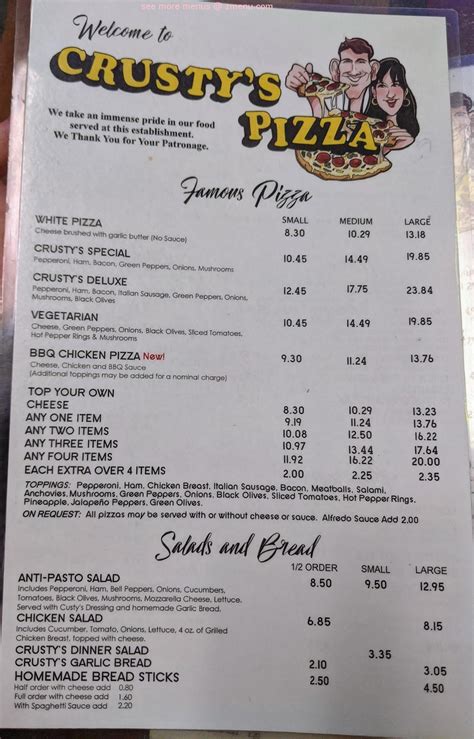 see more menus @ zmenu.com
Welcome to
CRUSTY'S
PIZZA
We take an immense pride in our food
served at this establishment.
We Thank You for Your Patronage.
Famous Pizza
SMALL MEDIUM LARGE
WHITE PIZZA 8.30 10.29 13.18
Cheese brushed with garlic butter (No Sauce)
CRUSTY'S SPECIAL 10.45 14.49 19.85
Pepperoni, Ham, Bacon, Green Peppers, Onions, Mushrooms
CRUSTY'S DELUXE 12.45 17.75 23.84
Pepperoni, Ham, Bacon, Italian Sausage, Green Peppers, Onions,
Mushrooms, Black Olives
VEGETARIAN 10.45 14.49 19.85
Cheese, Green Peppers, Onions, Black Olives, Sliced Tomatoes,
Hot Pepper Rings & Mushrooms
BBQ CHICKEN PIZZA New! 9.30 11.24 13.76
Cheese, Chicken and BBQ Sauce
(Additional toppings may be added for a nominal charge)
TOP YOUR OWN
CHEESE 8.30 10.29 13.23
ANY ONE ITEM 9.19 11.24 13.76
ANY TWO ITEMS 10.08 12.50 16.22
ANY THREE ITEMS 10.97 13.44 17.64
ANY FOUR ITEMS 11.92 16.22 20.00
EACH EXTRA OVER 4 ITEMS 2.00 2.25 2.35
TOPPINGS: Pepperoni, Ham, Chicken Breast, Italian Sausage, Bacon, Meatballs, Salami,
Anchovies, Mushrooms, Green Peppers, Onions, Black Olives, Sliced Tomatoes, Hot Pepper Rings,
Pineapple, Jalapeño Peppers, Green Olives.
ON REQUEST: All pizzas may be served with or without cheese or sauce. Alfredo Sauce Add 2.00
Salads and Bread
1/2 ORDER SMALL LARGE
ANTI-PASTO SALAD 8.50 9.50 12.95
Includes Pepperoni, Ham, Bell Peppers, Onions, Cucumbers,
Tomatoes, Black Olives, Mushrooms, Mozzarella Cheese, Lettuce.
Served with Custy's Dressing and homemade Garlic Bread.
CHICKEN SALAD 6.85 8.15
Includes Cucumber, Tomato, Onions, Lettuce, 4 oz. of Grilled
Chicken Breast, topped with cheese.
CRUSTY'S DINNER SALAD 3.35
CRUSTY'S GARLIC BREAD 2.10 3.05
HOMEMADE BREAD STICKS 2.50 4.50
Half order with cheese add 0.80
Full order with cheese add 1.60
With Spaghetti Sauce add 2.20